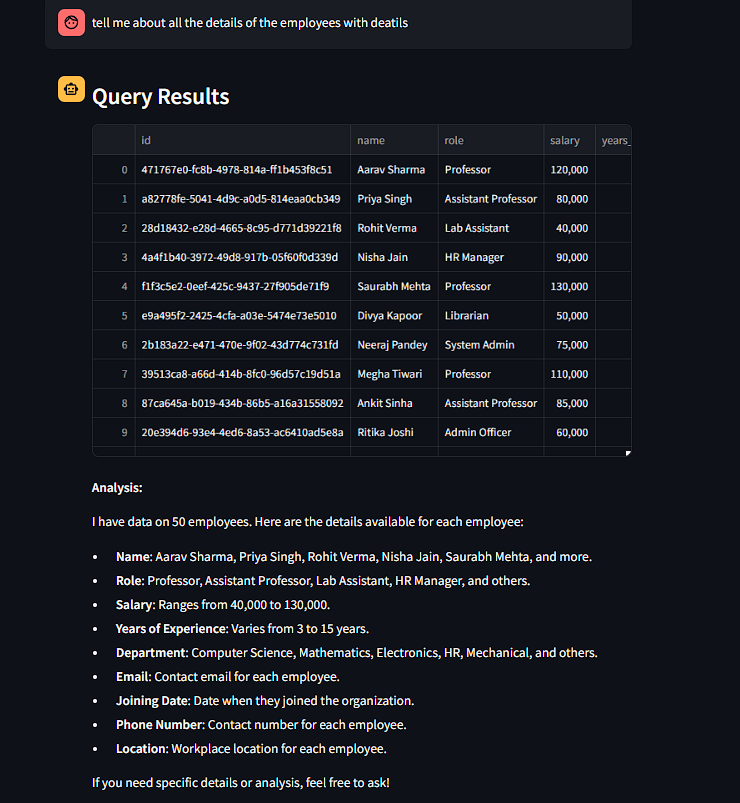 tell me about all the details of the employees with deatils
Query Results
id name role salary years_
0 471767e0-fc8b-4978-814a-ff1b453f8c51 Aarav Sharma Professor 120,000
1 a82778fe-5041-4d9c-a0d5-814eaa0cb349 Priya Singh Assistant Professor 80,000
2 28d18432-e28d-4665-8c95-d771d39221f8 Rohit Verma Lab Assistant 40,000
3 4a4f1b40-3972-49d8-917b-05f60f0d339d Nisha Jain HR Manager 90,000
4 f1f3c5e2-0eef-425c-9437-27f905de71f9 Saurabh Mehta Professor 130,000
5 e9a495f2-2425-4cfa-a03e-5474e73e5010 Divya Kapoor Librarian 50,000
6 2b183a22-e471-470e-9f02-43d774c731fd Neeraj Pandey System Admin 75,000
7 39513ca8-a66d-414b-8fc0-96d57c19d51a Megha Tiwari Professor 110,000
8 87ca645a-b019-434b-86b5-a16a31558092 Ankit Sinha Assistant Professor 85,000
9 20e394d6-93e4-4ed6-8a53-ac6410ad5e8a Ritika Joshi Admin Officer 60,000
Analysis:
I have data on 50 employees. Here are the details available for each employee:
• Name: Aarav Sharma, Priya Singh, Rohit Verma, Nisha Jain, Saurabh Mehta, and more.
• Role: Professor, Assistant Professor, Lab Assistant, HR Manager, and others.
• Salary: Ranges from 40,000 to 130,000.
• Years of Experience: Varies from 3 to 15 years.
• Department: Computer Science, Mathematics, Electronics, HR, Mechanical, and others.
• Email: Contact email for each employee.
• Joining Date: Date when they joined the organization.
• Phone Number: Contact number for each employee.
• Location: Workplace location for each employee.
If you need specific details or analysis, feel free to ask!